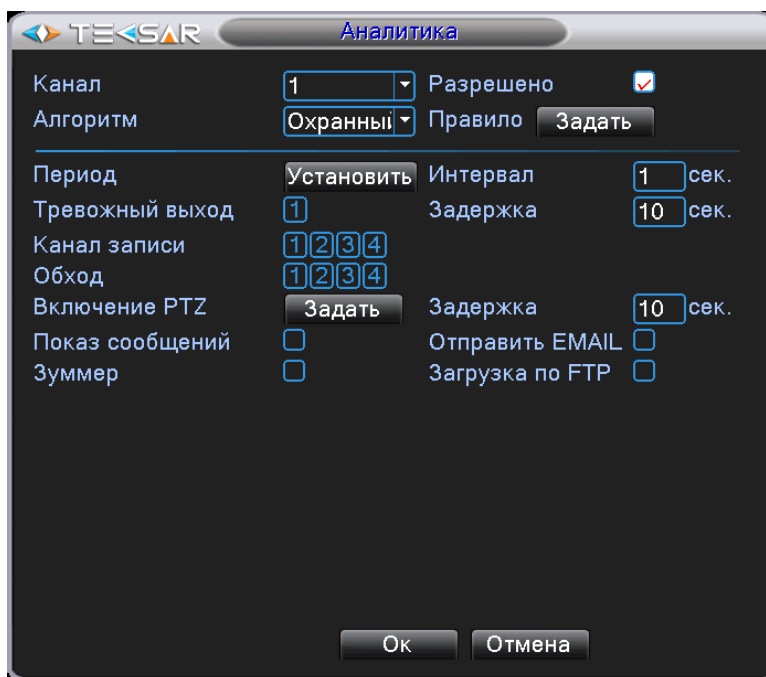 TEKSAR Аналитика
Канал 1 Разрешено
Алгоритм Охранный Правило Задать
Период Установить Интервал 1 сек.
Тревожный выход 1 Задержка 10 сек.
Канал записи 1 2 3 4
Обход 1 2 3 4
Включение PTZ Задать Задержка 10 сек.
Показ сообщений Отправить EMAIL
Зуммер Загрузка по FTP
Ок Отмена